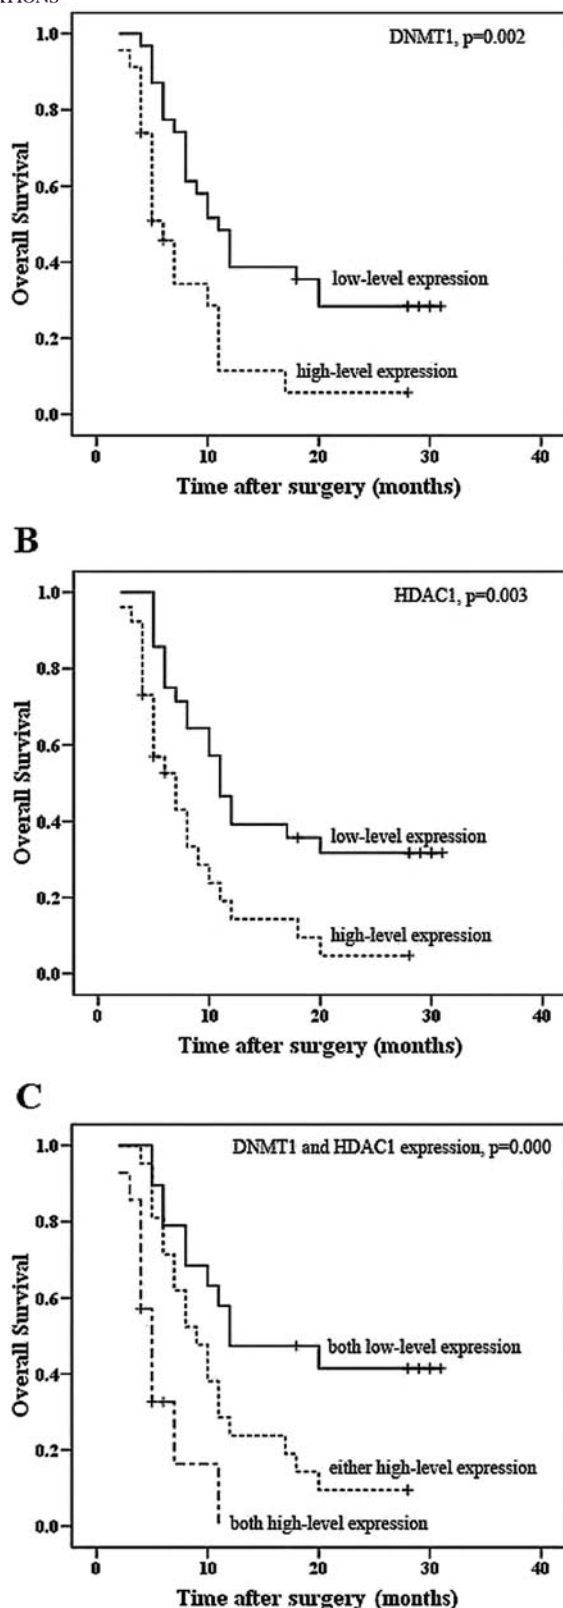 ATIONS
1.0
DNMT1, p=0.002
0.8
0.6
Overall Survival
0.4
low-level expression
0.2
high-level expression
0.0
0 10 20 30 40
Time after surgery (months)
B
1.0
HDAC1, p=0.003
0.8
0.6
Overall Survival
0.4
low-level expression
0.2
high-level expression
0.0
0 10 20 30 40
Time after surgery (months)
C
1.0
DNMT1 and HDAC1 expression, p=0.000
0.8
0.6
Overall Survival
both low-level expression
0.4
0.2
either high-level expression
0.0
both high-level expression
0 10 20 30 40
Time after surgery (months)